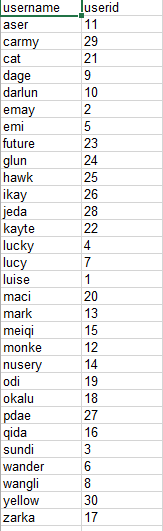 username userid
aser 11
carmy 29
cat 21
dage 9
darlun 10
emay 2
emi 5
future 23
glun 24
hawk 25
ikay 26
jeda 28
kayte 22
lucky 4
lucy 7
luise 1
maci 20
mark 13
meiqi 15
monke 12
nusery 14
odi 19
okalu 18
pdae 27
qida 16
sundi 3
wander 6
wangli 8
yellow 30
zarka 17